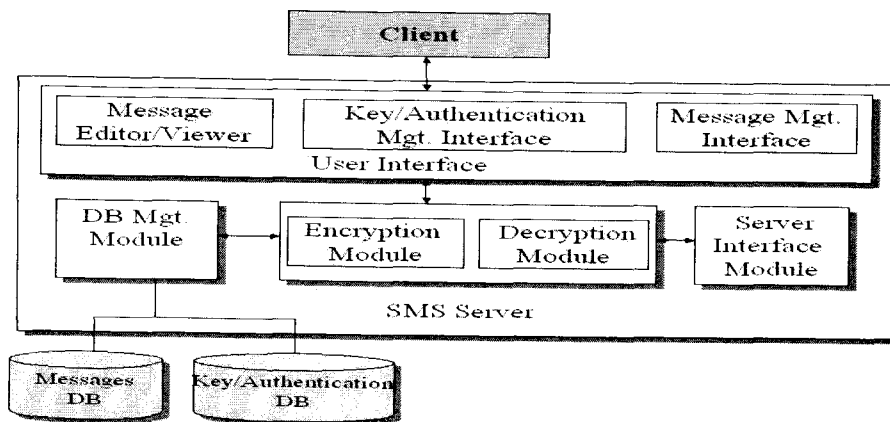 Client
Message
Editor/Viewer
Key/Authentication
Mgt. Interface
Message Mgt.
Interface
User Interface
DB Mgt.
Module
Encryption
Module
Decryption
Module
Server
Interface
Module
SMS Server
Messages
DB
Key/Authentication
DB